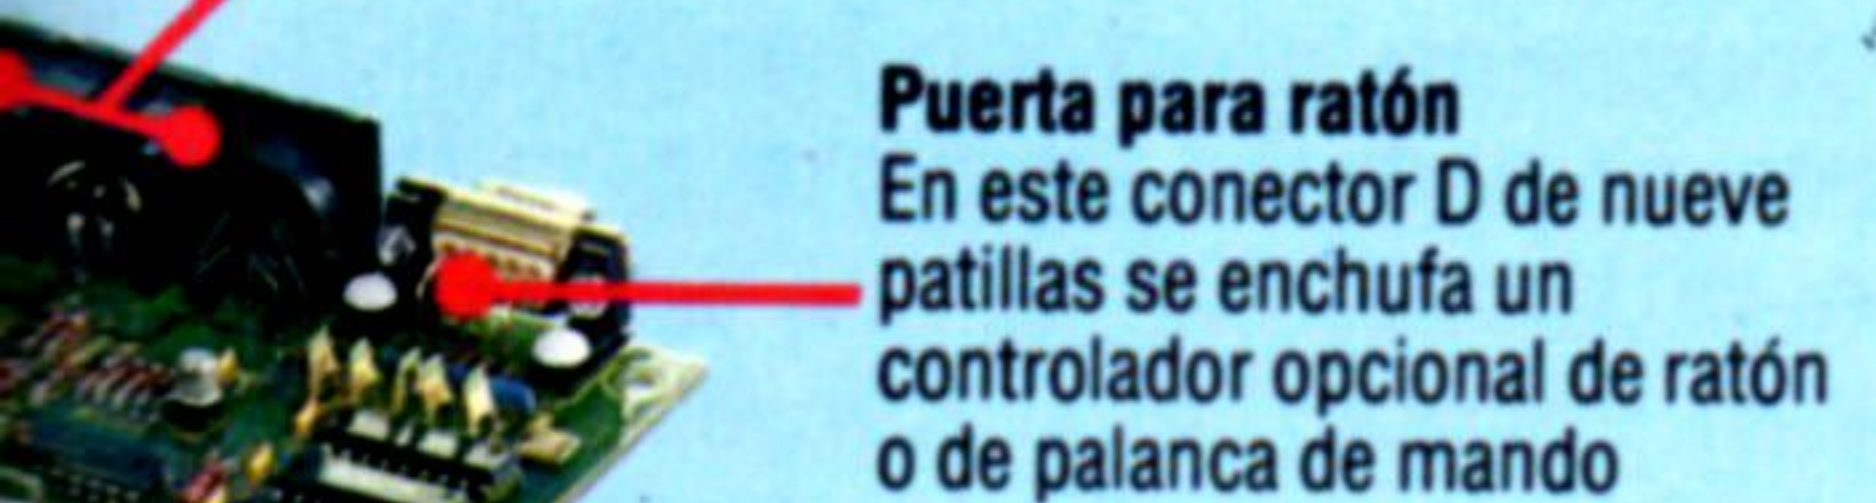 Puerta para ratón
En este conector D de nueve
patillas se enchufa un
controlador opcional de ratón
o de palanca de mando